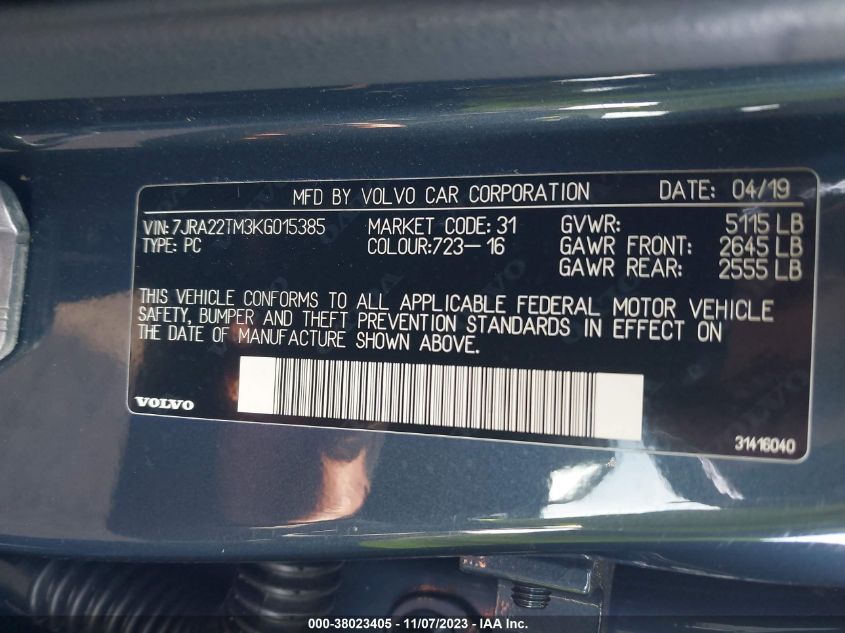 MFD BY VOLVO CAR CORPORATION DATE: 04/19
VIN: 7JRA22TM3KG015385 MARKET CODE: 31 GVWR: 5115 LB
TYPE: PC COLOUR:723-16 GAWR FRONT: 2645 LB
GAWR REAR: 2555 LB
THIS VEHICLE CONFORMS TO ALL APPLICABLE FEDERAL MOTOR VEHICLE
SAFETY, BUMPER AND THEFT PREVENTION STANDARDS IN EFFECT ON
THE DATE OF MANUFACTURE SHOWN ABOVE.
VOLVO
31416040
000-38023405 - 11/07/2023 - IAA Inc.